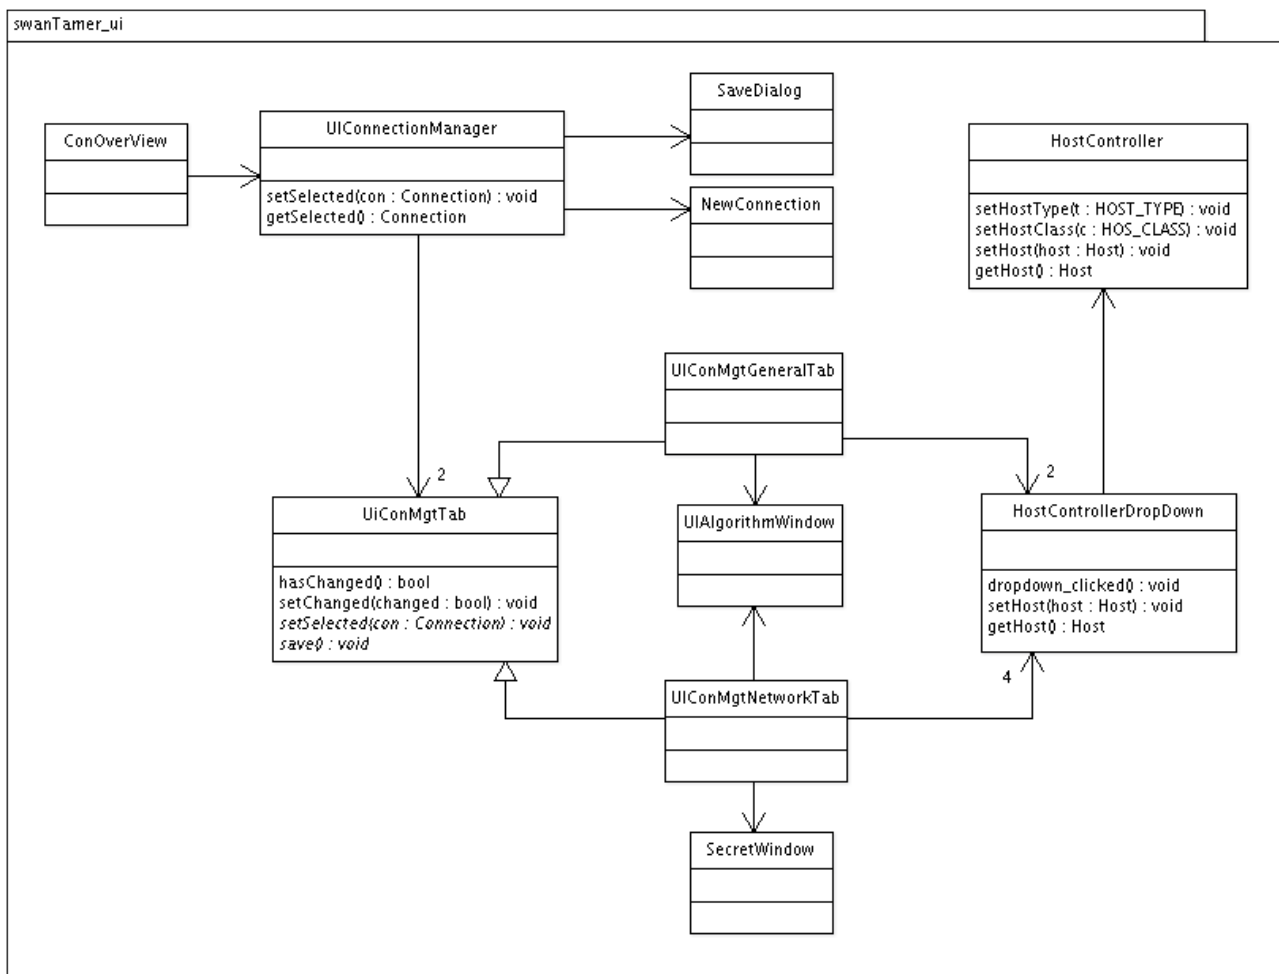 swanTamer_ui
ConOverView
UIConnectionManager
setSelected(con : Connection) : void
getSelected() : Connection
SaveDialog
NewConnection
HostController
setHostType(t : HOST_TYPE) : void
setHostClass(c : HOS_CLASS) : void
setHost(host : Host) : void
getHost() : Host
UIConMgtGeneralTab
2
2
UiConMgtTab
hasChanged() : bool
setChanged(changed : bool) : void
setSelected(con : Connection) : void
save() : void
UIAlgorithmWindow
HostControllerDropDown
dropdown_clicked() : void
setHost(host : Host) : void
getHost() : Host
4
UIConMgtNetworkTab
SecretWindow